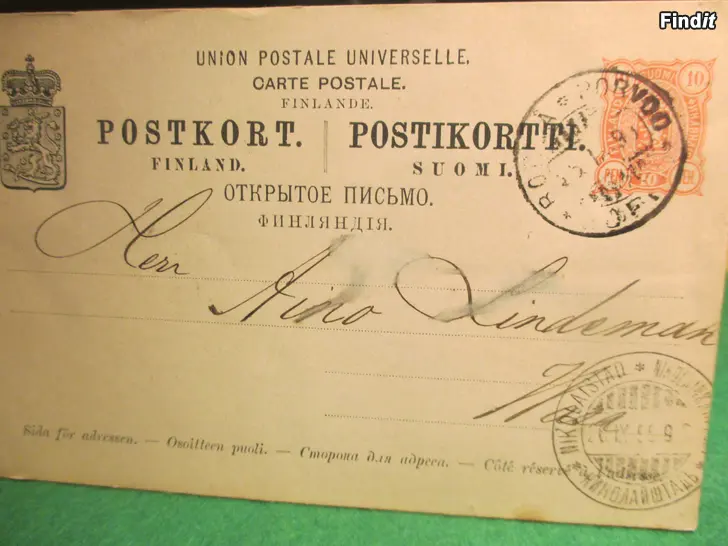 Findit
UNION POSTALE UNIVERSELLE.
CARTE POSTALE.
FINLANDE.
POSTKORT. POSTIKORTTI.
FINLAND. SUOMI.
ОТКРЫТОЕ ПИСЬМО.
ФИНЛЯНДІЯ.
10
PORVOO
Herr Aino Lindeman
Wasa
NIKOLAISTAD
НИКОЛАЙШТАДЪ
Sida för adressen. — Osoitteen puoli. — Сторона для адреса. — Côté réservé à